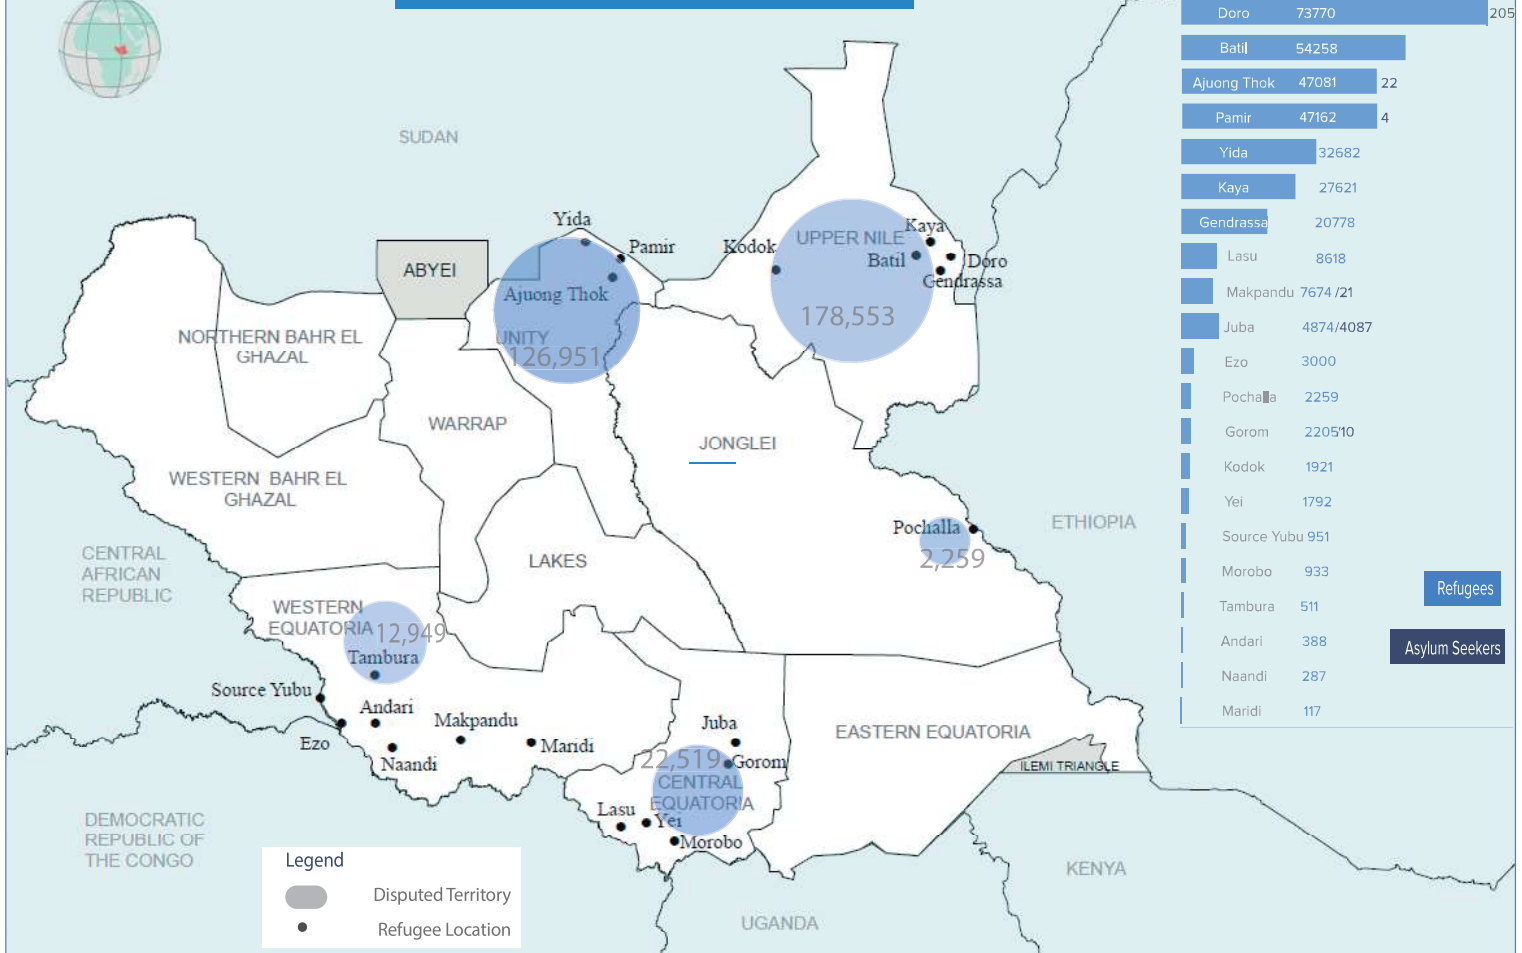 SUDAN
Yida
Pamir
Ajuong Thok
UNITY
126,951
ABYEI
NORTHERN BAHR EL
GHAZAL
WARRAP
WESTERN BAHR EL
GHAZAL
Kodok
UPPER NILE
Kaya
Batil
Doro
Gendrassa
178,553
JONGLEI
Pochalla
2,259
ETHIOPIA
CENTRAL
AFRICAN
REPUBLIC
LAKES
WESTERN
EQUATORIA
12,949
Tambura
Source Yubu
Andari
Ezo
Naandi
Makpandu
Maridi
Juba
22,519
Gorom
CENTRAL
EQUATORIA
Lasu
Yei
Morobo
EASTERN EQUATORIA
ILEMI TRIANGLE
DEMOCRATIC
REPUBLIC OF
THE CONGO
UGANDA
KENYA
Legend
Disputed Territory
Refugee Location
Doro 73770 205
Batil 54258
Ajuong Thok 47081 22
Pamir 47162 4
Yida 32682
Kaya 27621
Gendrassa 20778
Lasu 8618
Makpandu 7674 /21
Juba 4874/4087
Ezo 3000
Pochalla 2259
Gorom 2205/10
Kodok 1921
Yei 1792
Source Yubu 951
Morobo 933
Tambura 511
Andari 388
Naandi 287
Maridi 117
Refugees
Asylum Seekers